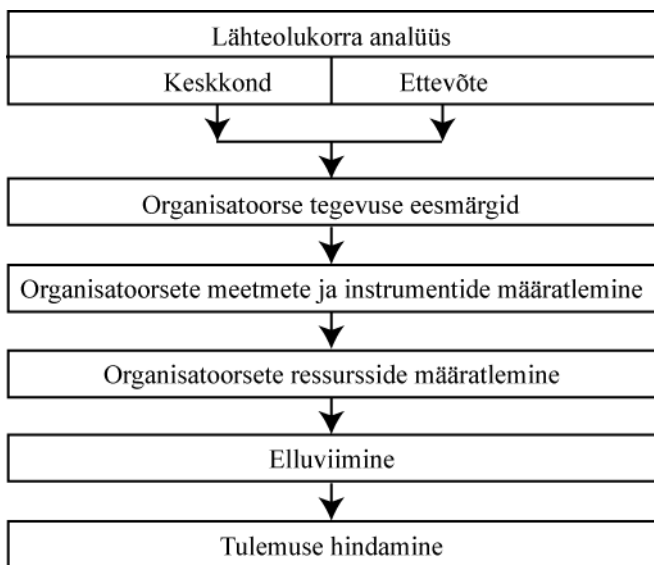 Lähteolukorra analüüs
Keskkond Ettevõte
Organisatoorse tegevuse eesmärgid
Organisatoorsete meetmete ja instrumentide määratlemine
Organisatoorsete ressursside määratlemine
Elluviimine
Tulemuse hindamine